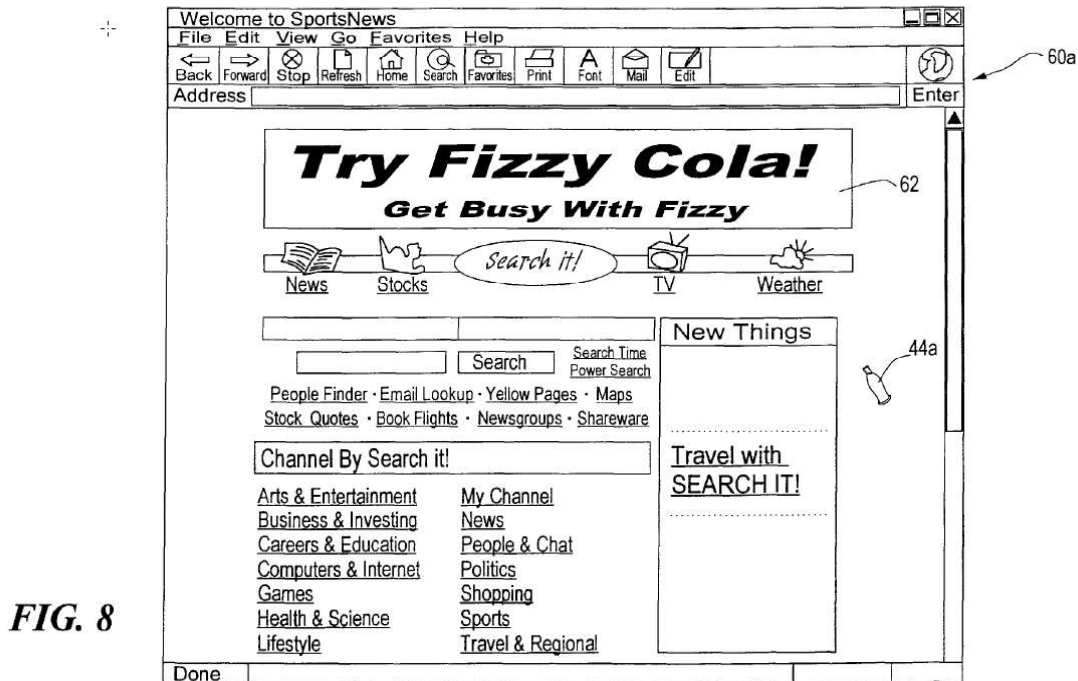 Welcome to SportsNews
File Edit View Go Favorites Help
Back Forward Stop Refresh Home Search Favorites Print Font Mail Edit
60a
Address Enter
Try Fizzy Cola!
62
Get Busy With Fizzy
Search it!
News Stocks TV Weather
New Things
Search Search Time
Power Search
44a
People Finder · Email Lookup · Yellow Pages · Maps
Stock Quotes · Book Flights · Newsgroups · Shareware
Channel By Search it!
Travel with
SEARCH IT!
Arts & Entertainment My Channel
Business & Investing News
Careers & Education People & Chat
Computers & Internet Politics
Games Shopping
Health & Science Sports
Lifestyle Travel & Regional
FIG. 8
Done